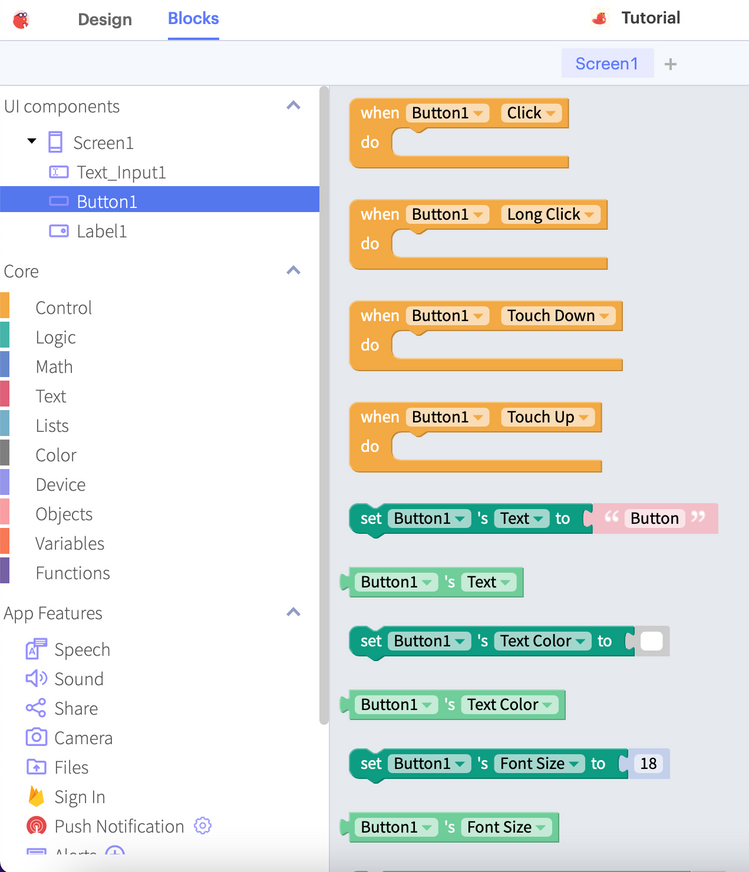 Design Blocks Tutorial
Screen1 +
UI components
Screen1
Text_Input1
Button1
Label1
Core
Control
Logic
Math
Text
Lists
Color
Device
Objects
Variables
Functions
App Features
Speech
Sound
Share
Camera
Files
Sign In
Push Notification
Alerts
when Button1 Click
do
when Button1 Long Click
do
when Button1 Touch Down
do
when Button1 Touch Up
do
set Button1 's Text to “ Button ”
Button1 's Text
set Button1 's Text Color to
Button1 's Text Color
set Button1 's Font Size to 18
Button1 's Font Size